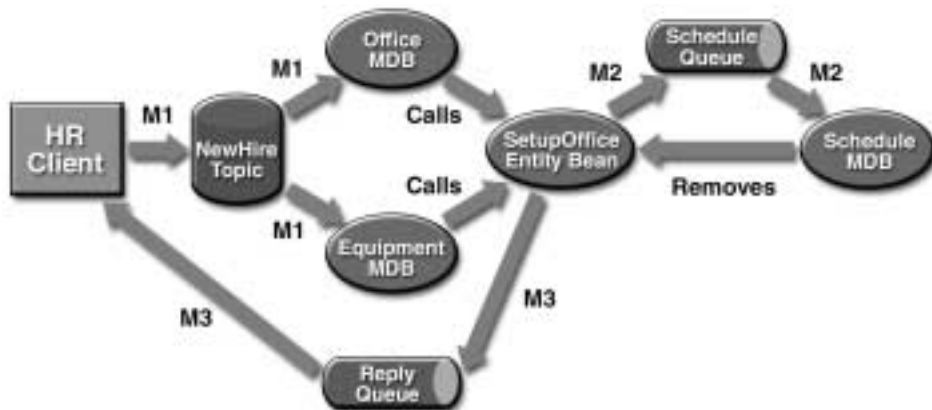 Office
MDB
Schedule
Queue
M1
M2
M2
M1
Calls
HR
Client
NewHire
Topic
SetupOffice
Entity Bean
Schedule
MDB
Calls
Removes
M1
Equipment
MDB
M3
M3
Reply
Queue